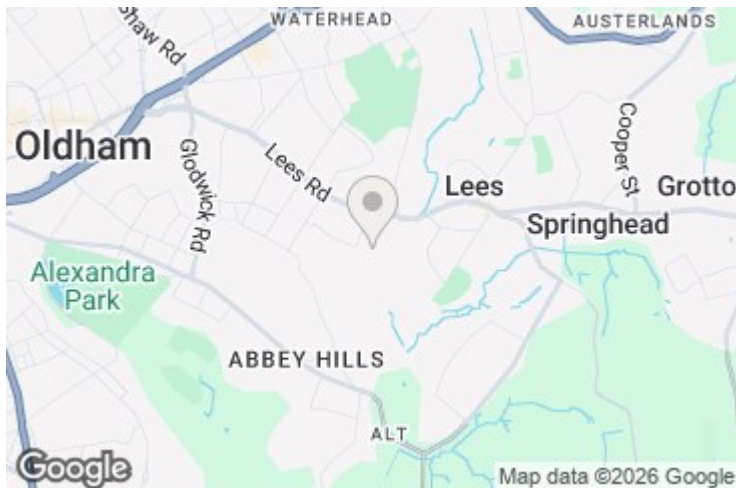 WATERHEAD
AUSTERLANDS
Shaw Rd
Oldham
Glodwick Rd
Lees Rd
Lees
Cooper St
Grotto
Springhead
Alexandra
Park
ABBEY HILLS
ALT
Google
Map data ©2026 Google